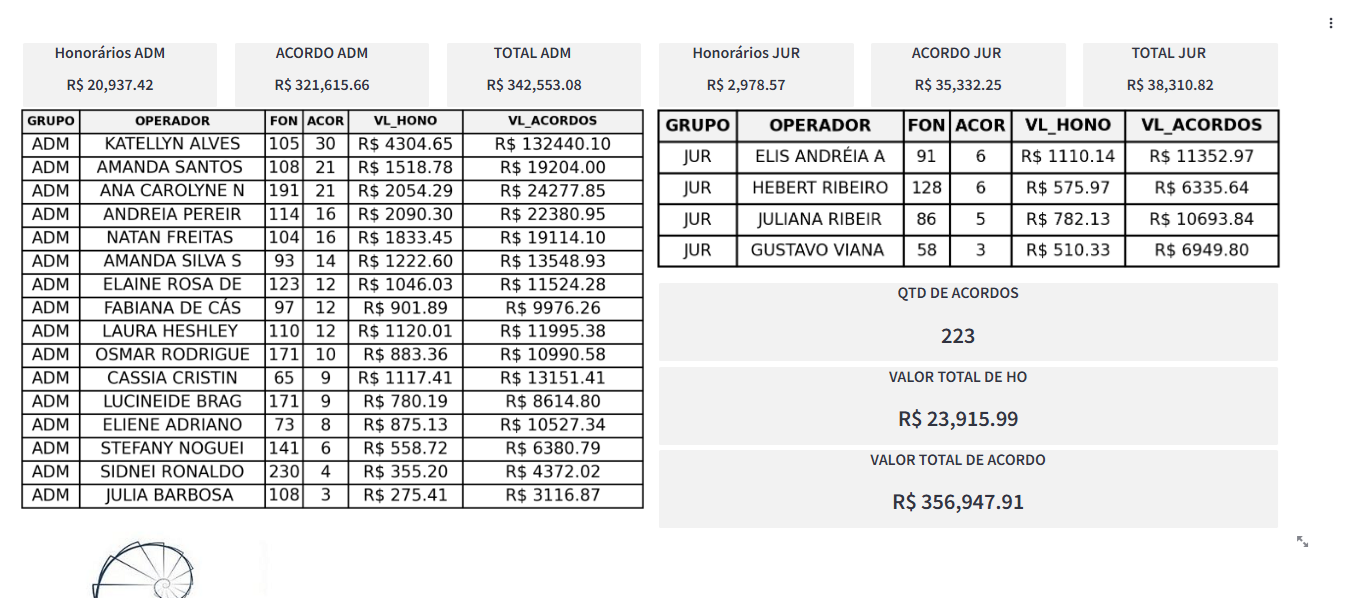 Honorários ADM
R$ 20,937.42
ACORDO ADM
R$ 321,615.66
TOTAL ADM
R$ 342,553.08
Honorários JUR
R$ 2,978.57
ACORDO JUR
R$ 35,332.25
TOTAL JUR
R$ 38,310.82
GRUPO OPERADOR FON ACOR VL_HONO VL_ACORDOS
ADM KATELLYN ALVES 105 30 R$ 4304.65 R$ 132440.10
ADM AMANDA SANTOS 108 21 R$ 1518.78 R$ 19204.00
ADM ANA CAROLYNE N 191 21 R$ 2054.29 R$ 24277.85
ADM ANDREIA PEREIR 114 16 R$ 2090.30 R$ 22380.95
ADM NATAN FREITAS 104 16 R$ 1833.45 R$ 19114.10
ADM AMANDA SILVA S 93 14 R$ 1222.60 R$ 13548.93
ADM ELAINE ROSA DE 123 12 R$ 1046.03 R$ 11524.28
ADM FABIANA DE CÁS 97 12 R$ 901.89 R$ 9976.26
ADM LAURA HESHLEY 110 12 R$ 1120.01 R$ 11995.38
ADM OSMAR RODRIGUE 171 10 R$ 883.36 R$ 10990.58
ADM CASSIA CRISTIN 65 9 R$ 1117.41 R$ 13151.41
ADM LUCINEIDE BRAG 171 9 R$ 780.19 R$ 8614.80
ADM ELIENE ADRIANO 73 8 R$ 875.13 R$ 10527.34
ADM STEFANY NOGUEI 141 6 R$ 558.72 R$ 6380.79
ADM SIDNEI RONALDO 230 4 R$ 355.20 R$ 4372.02
ADM JULIA BARBOSA 108 3 R$ 275.41 R$ 3116.87
GRUPO OPERADOR FON ACOR VL_HONO VL_ACORDOS
JUR ELIS ANDRÉIA A 91 6 R$ 1110.14 R$ 11352.97
JUR HEBERT RIBEIRO 128 6 R$ 575.97 R$ 6335.64
JUR JULIANA RIBEIR 86 5 R$ 782.13 R$ 10693.84
JUR GUSTAVO VIANA 58 3 R$ 510.33 R$ 6949.80
QTD DE ACORDOS
223
VALOR TOTAL DE HO
R$ 23,915.99
VALOR TOTAL DE ACORDO
R$ 356,947.91